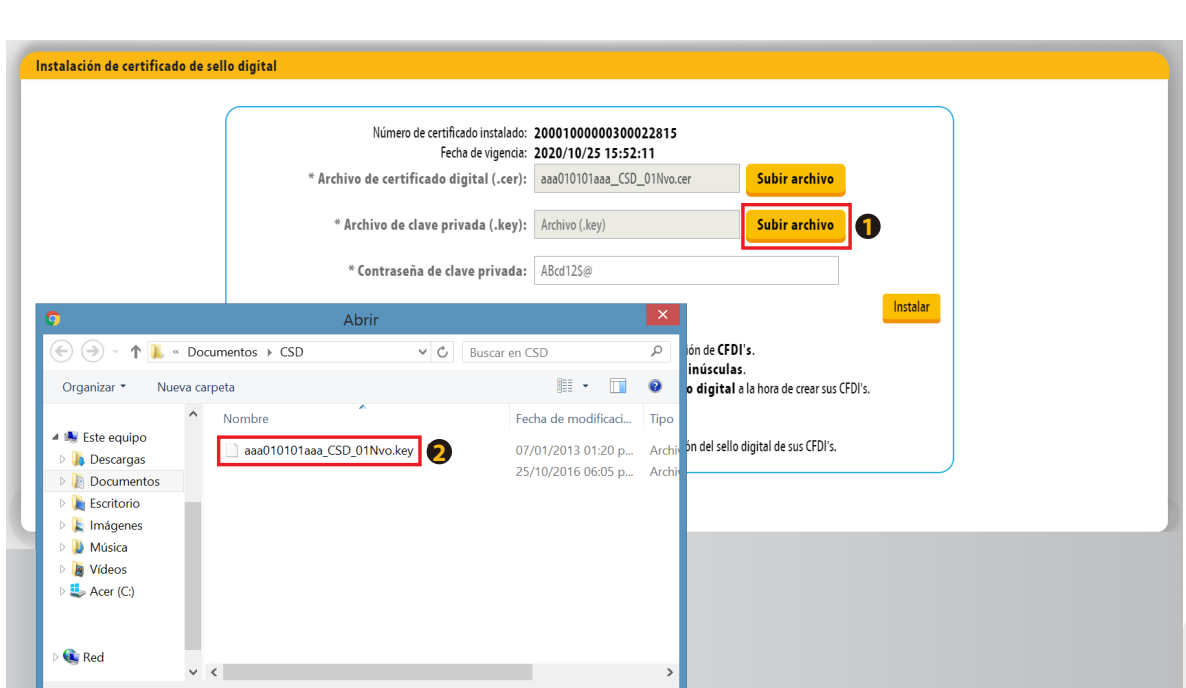 Instalación de certificado de sello digital
Número de certificado instalado: 20001000000300022815
Fecha de vigencia: 2020/10/25 15:52:11
* Archivo de certificado digital (.cer): aaa010101aaa_CSD_01Nvo.cer Subir archivo
* Archivo de clave privada (.key): Archivo (.key) Subir archivo 1
* Contraseña de clave privada: ABcd12S@
Instalar
ión de CFDI's.
inúsculas.
o digital a la hora de crear sus CFDI's.
ón del sello digital de sus CFDI's.
Abrir
« Documentos CSD Buscar en CSD
Organizar Nueva carpeta
Nombre Fecha de modificaci... Tipo
aaa010101aaa_CSD_01Nvo.key 2 07/01/2013 01:20 p... Archi
25/10/2016 06:05 p... Archi
Este equipo
Descargas
Documentos
Escritorio
Imágenes
Música
Vídeos
Acer (C:)
Red